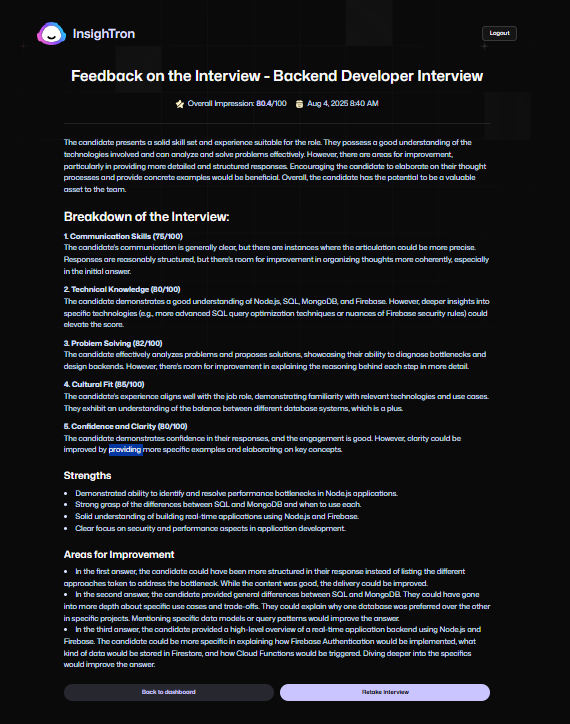 InsighTron
Logout
Feedback on the Interview - Backend Developer Interview
Overall Impression: 80.4/100 Aug 4, 2025 8:40 AM
The candidate presents a solid skill set and experience suitable for the role. They possess a good understanding of the
technologies involved and can analyze and solve problems effectively. However, there are areas for improvement,
particularly in providing more detailed and structured responses. Encouraging the candidate to elaborate on their thought
processes and provide concrete examples would be beneficial. Overall, the candidate has the potential to be a valuable
asset to the team.
Breakdown of the Interview:
1. Communication Skills (75/100)
The candidate's communication is generally clear, but there are instances where the articulation could be more precise.
Responses are reasonably structured, but there's room for improvement in organizing thoughts more coherently, especially
in the initial answer.
2. Technical Knowledge (80/100)
The candidate demonstrates a good understanding of Node.js, SQL, MongoDB, and Firebase. However, deeper insights into
specific technologies (e.g., more advanced SQL query optimization techniques or nuances of Firebase security rules) could
elevate the score.
3. Problem Solving (82/100)
The candidate effectively analyzes problems and proposes solutions, showcasing their ability to diagnose bottlenecks and
design backends. However, there's room for improvement in explaining the reasoning behind each step in more detail.
4. Cultural Fit (85/100)
The candidate's experience aligns well with the job role, demonstrating familiarity with relevant technologies and use cases.
They exhibit an understanding of the balance between different database systems, which is a plus.
5. Confidence and Clarity (80/100)
The candidate demonstrates confidence in their responses, and the engagement is good. However, clarity could be
improved by providing more specific examples and elaborating on key concepts.
Strengths
• Demonstrated ability to identify and resolve performance bottlenecks in Node.js applications.
• Strong grasp of the differences between SQL and MongoDB and when to use each.
• Solid understanding of building real-time applications using Node.js and Firebase.
• Clear focus on security and performance aspects in application development.
Areas for Improvement
• In the first answer, the candidate could have been more structured in their response instead of listing the different
approaches taken to address the bottleneck. While the content was good, the delivery could be improved.
• In the second answer, the candidate provided general differences between SQL and MongoDB. They could have gone
into more depth about specific use cases and trade-offs. They could explain why one database was preferred over the other
in specific projects. Mentioning specific data models or query patterns would improve the answer.
• In the third answer, the candidate provided a high-level overview of a real-time application backend using Node.js and
Firebase. The candidate could be more specific in explaining how Firebase Authentication would be implemented, what
kind of data would be stored in Firestore, and how Cloud Functions would be triggered. Diving deeper into the specifics
would improve the answer.
Back to dashboard
Retake Interview